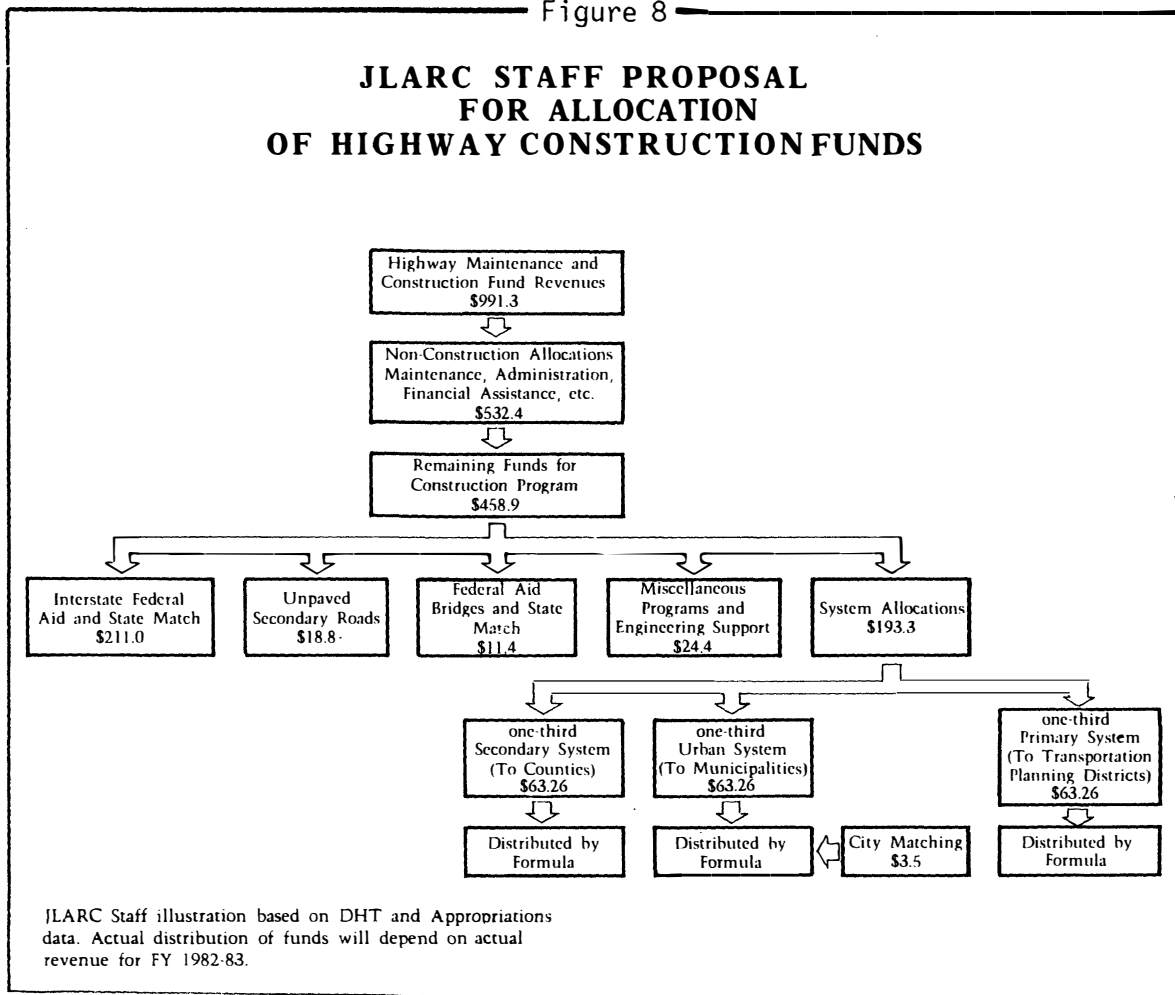 Figure 8
JLARC STAFF PROPOSAL
FOR ALLOCATION
OF HIGHWAY CONSTRUCTION FUNDS
Highway Maintenance and
Construction Fund Revenues
$991.3
Non-Construction Allocations
Maintenance, Administration,
Financial Assistance, etc.
$532.4
Remaining Funds for
Construction Program
$458.9
Interstate Federal
Aid and State Match
$211.0
Unpaved
Secondary Roads
$18.8
Federal Aid
Bridges and State
Match
$11.4
Miscellaneous
Programs and
Engineering Support
$24.4
System Allocations
$193.3
one-third
Secondary System
(To Counties)
$63.26
one-third
Urban System
(To Municipalities)
$63.26
one-third
Primary System
(To Transportation
Planning Districts)
$63.26
Distributed by
Formula
Distributed by
Formula
City Matching
$3.5
Distributed by
Formula
JLARC Staff illustration based on DHT and Appropriations
data. Actual distribution of funds will depend on actual
revenue for FY 1982-83.